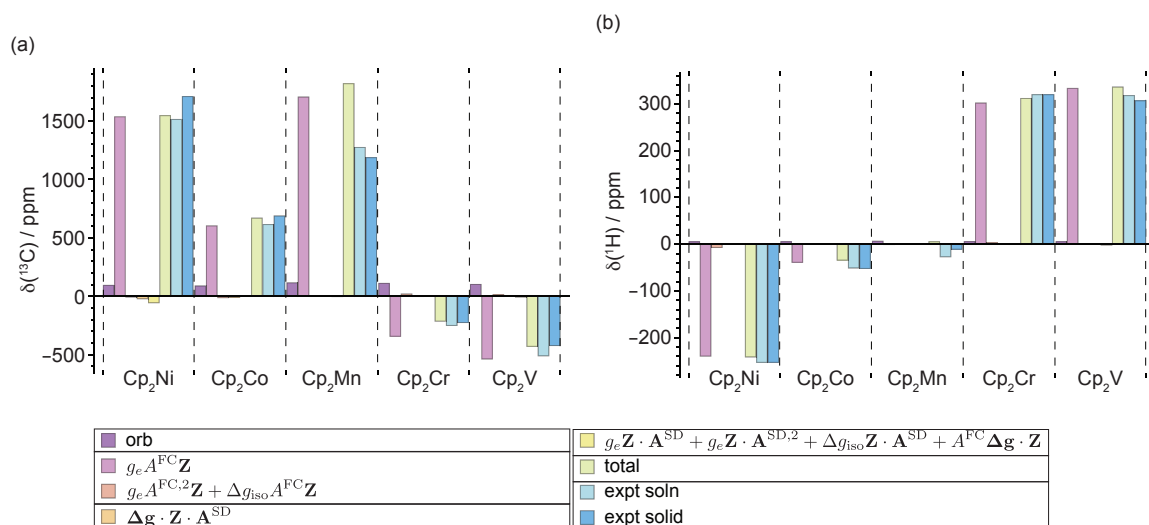 (a)
δ(¹³C) / ppm
1500
1000
500
0
−500
Cp₂Ni Cp₂Co Cp₂Mn Cp₂Cr Cp₂V
(b)
δ(¹H) / ppm
300
200
100
0
−100
−200
Cp₂Ni Cp₂Co Cp₂Mn Cp₂Cr Cp₂V
orb
gₑA^FC Z
gₑA^FC,2 Z + Δg_iso A^FC Z
Δg · Z · A^SD
gₑZ · A^SD + gₑZ · A^SD,2 + Δg_iso Z · A^SD + A^FC Δg · Z
total
expt soln
expt solid